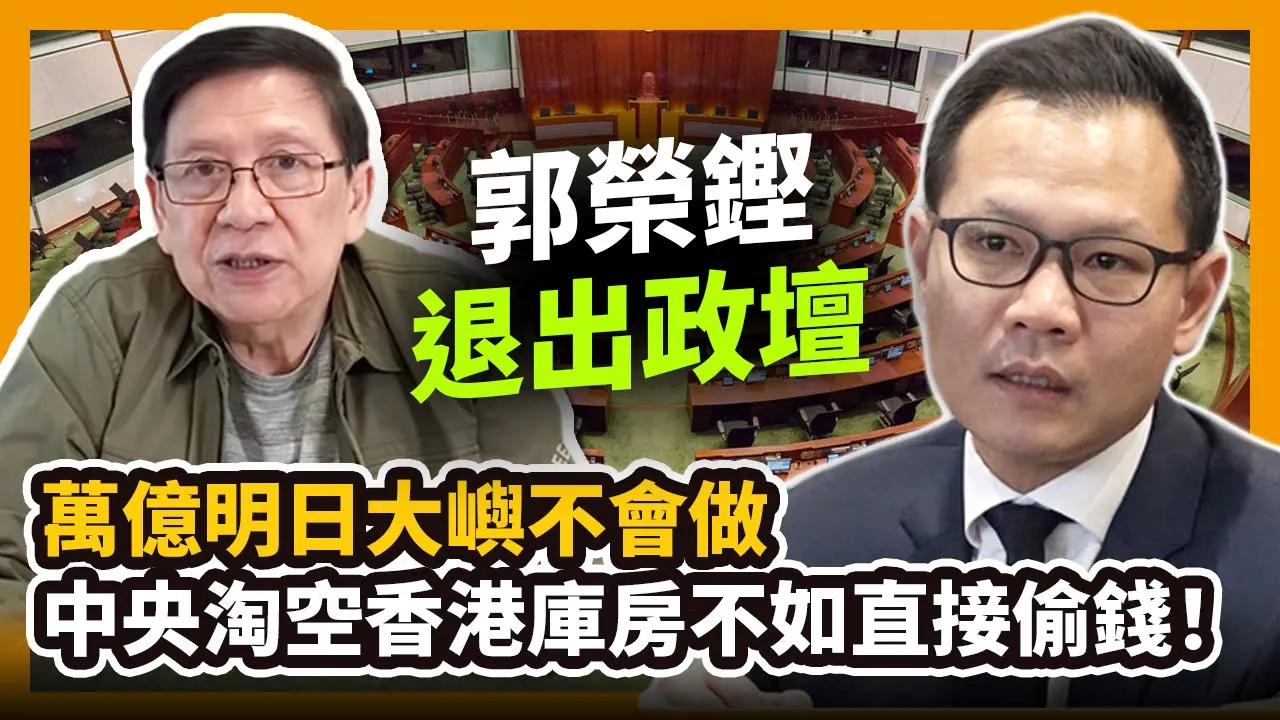 郭榮鏗
退出政壇
萬億明日大嶼不會做
中央淘空香港庫房不如直接偷錢！